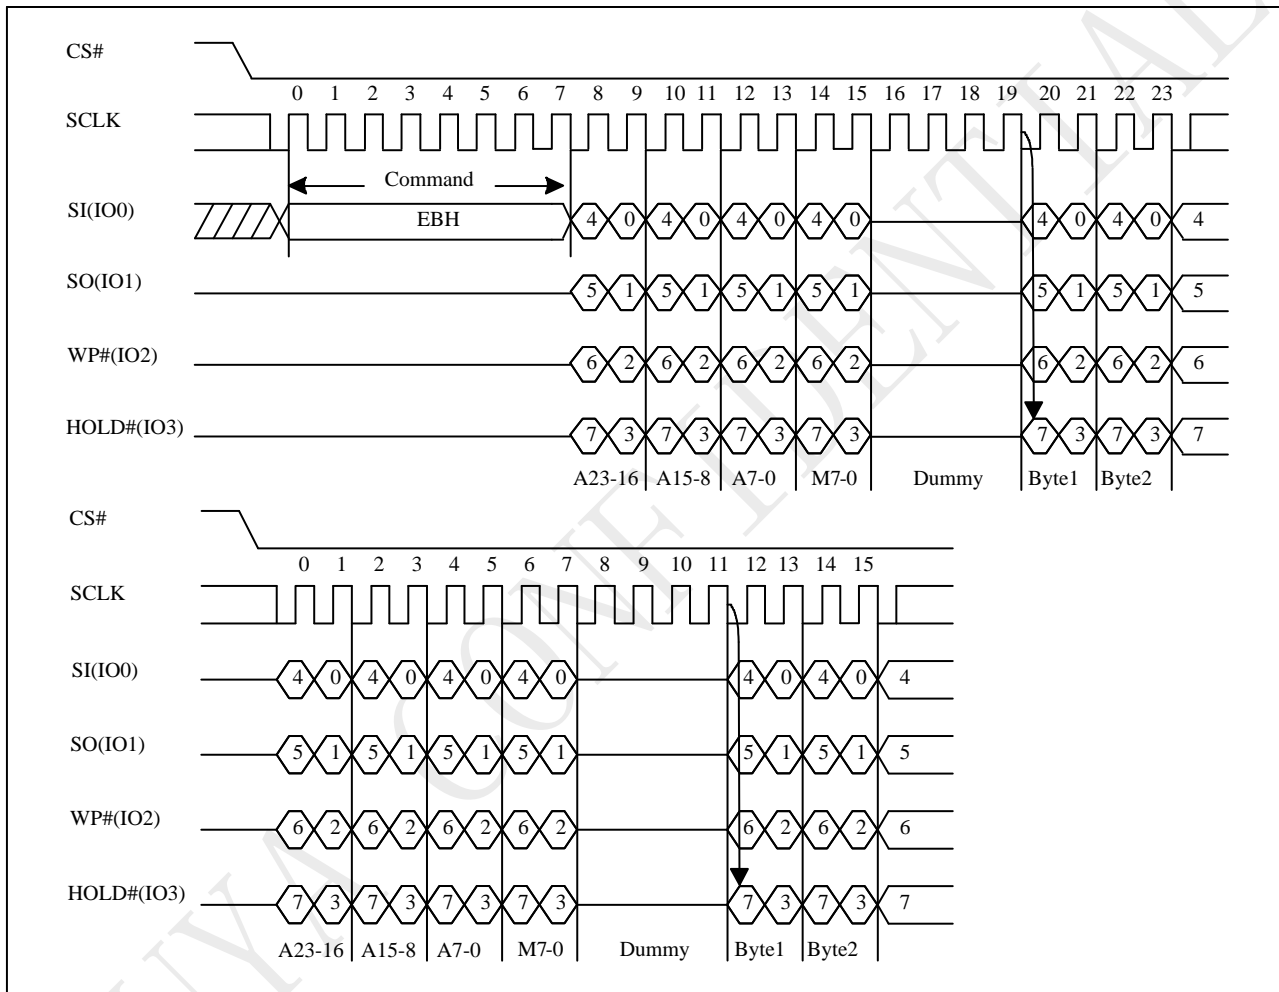 CS#
0 1 2 3 4 5 6 7 8 9 10 11 12 13 14 15 16 17 18 19 20 21 22 23
SCLK
Command
SI(IO0) EBH 4 0 4 0 4 0 4 0 4 0 4 0 4
SO(IO1) 5 1 5 1 5 1 5 1 5 1 5 1 5
WP#(IO2) 6 2 6 2 6 2 6 2 6 2 6 2 6
HOLD#(IO3) 7 3 7 3 7 3 7 3 7 3 7 3 7
A23-16 A15-8 A7-0 M7-0 Dummy Byte1 Byte2
CS#
0 1 2 3 4 5 6 7 8 9 10 11 12 13 14 15
SCLK
SI(IO0) 4 0 4 0 4 0 4 0 4 0 4 0 4
SO(IO1) 5 1 5 1 5 1 5 1 5 1 5 1 5
WP#(IO2) 6 2 6 2 6 2 6 2 6 2 6 2 6
HOLD#(IO3) 7 3 7 3 7 3 7 3 7 3 7 3 7
A23-16 A15-8 A7-0 M7-0 Dummy Byte1 Byte2
UYA CONFIDENTIAL